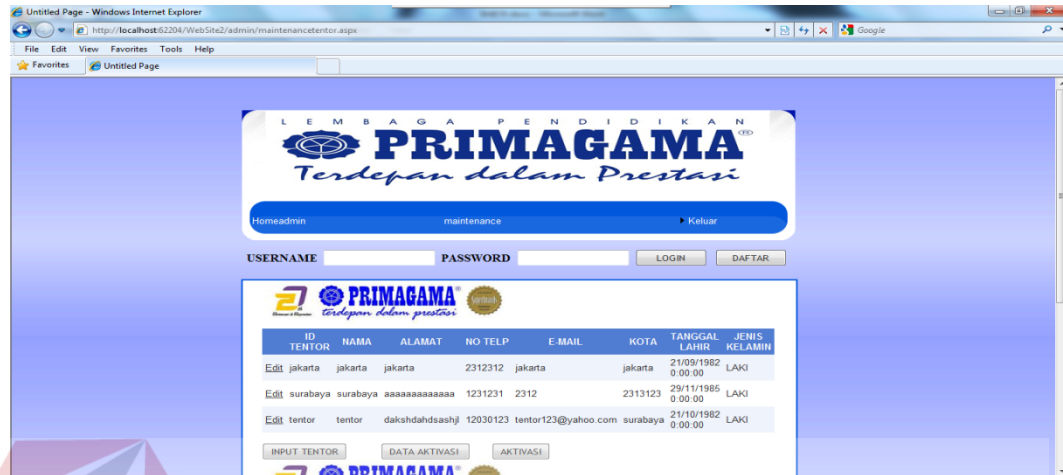 Untitled Page - Windows Internet Explorer
http://localhost:62204/WebSite2/admin/maintenancetentor.aspx
Google
File Edit View Favorites Tools Help
Favorites Untitled Page
LEMBAGA PENDIDIKAN
PRIMAGAMA
Terdepan dalam Prestasi
Homeadmin maintenance Keluar
USERNAME PASSWORD LOGIN DAFTAR
PRIMAGAMA
terdepan dalam prestasi
ID TENTOR NAMA ALAMAT NO TELP E-MAIL KOTA TANGGAL LAHIR JENIS KELAMIN
Edit jakarta jakarta jakarta 2312312 jakarta jakarta 21/09/1982 0:00:00 LAKI
Edit surabaya surabaya aaaaaaaaaaaaa 1231231 2312 2313123 29/11/1985 0:00:00 LAKI
Edit tentor tentor dakshdahdsashjl 12030123 tentor123@yahoo.com surabaya 21/10/1982 0:00:00 LAKI
INPUT TENTOR DATA AKTIVASI AKTIVASI
PRIMAGAMA